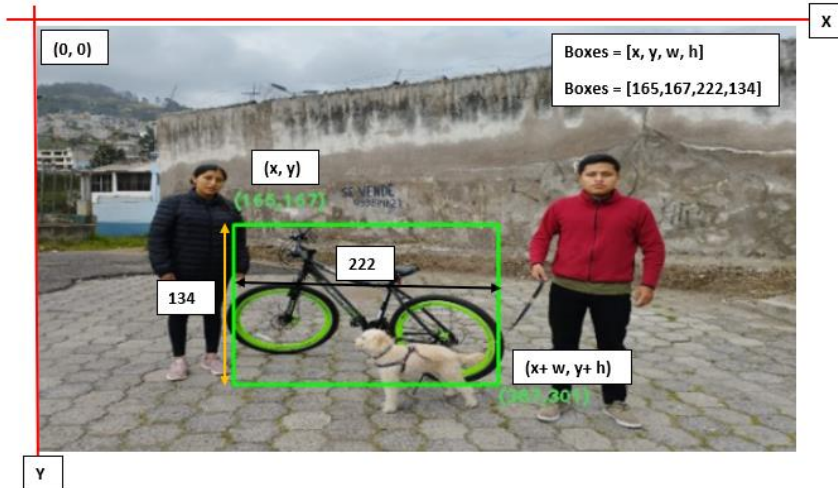 X
(0, 0)
Boxes = [x, y, w, h]
Boxes = [165,167,222,134]
(x, y)
(165,167)
SE VENDE
222
134
(x+ w, y+ h)
(387,301)
Y